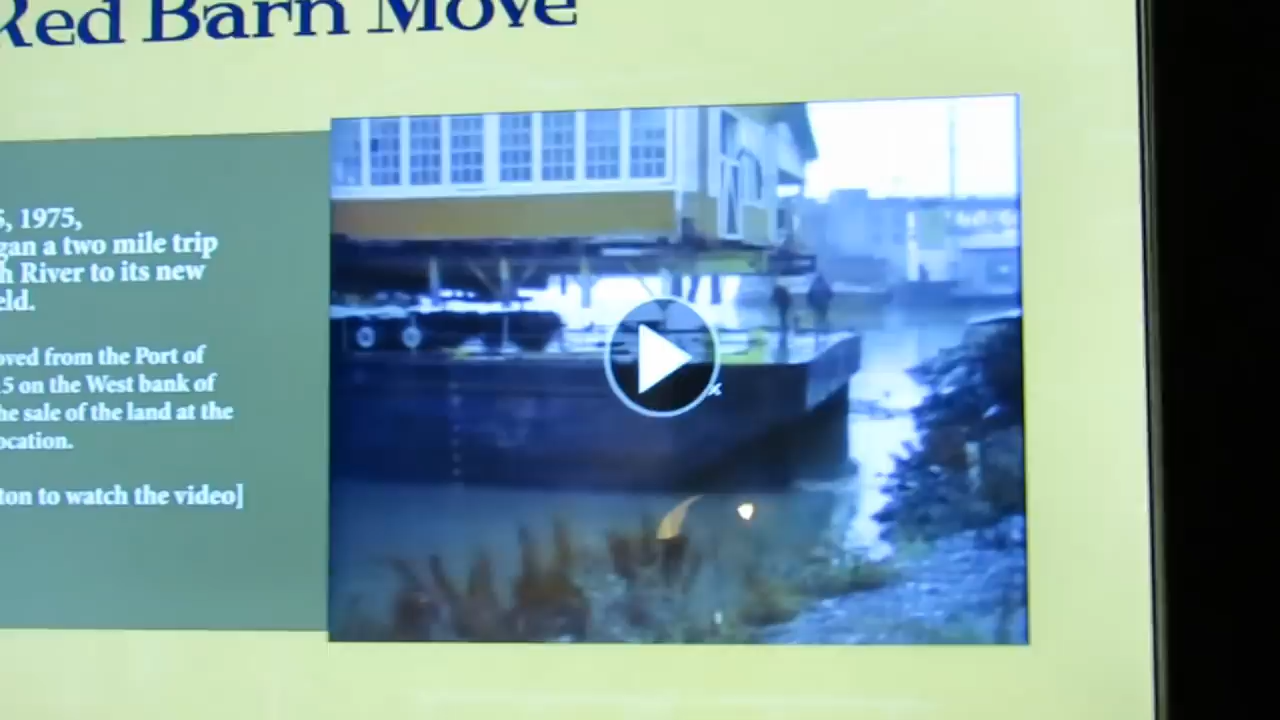 Red Barn Move
5, 1975,
gan a two mile trip
h River to its new
eld.
oved from the Port of
15 on the West bank of
he sale of the land at the
ocation.
ton to watch the video]